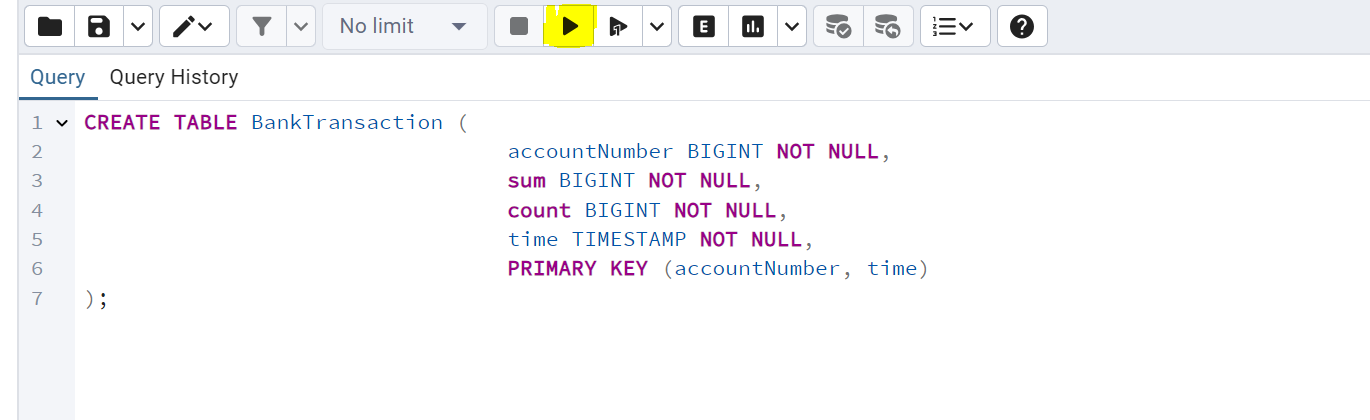 No limit
E
Query Query History
1 CREATE TABLE BankTransaction (
2 accountNumber BIGINT NOT NULL,
3 sum BIGINT NOT NULL,
4 count BIGINT NOT NULL,
5 time TIMESTAMP NOT NULL,
6 PRIMARY KEY (accountNumber, time)
7 );